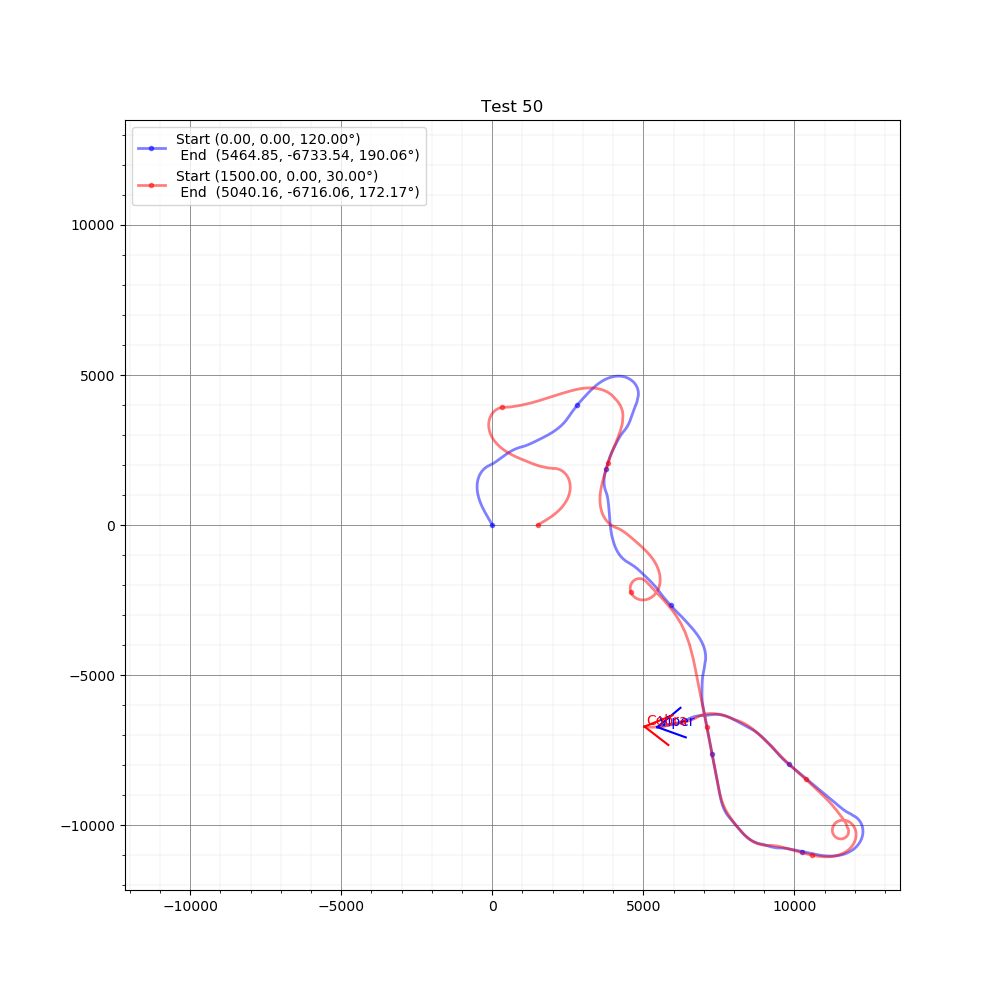 Test 50
Start (0.00, 0.00, 120.00°)
End (5464.85, -6733.54, 190.06°)
Start (1500.00, 0.00, 30.00°)
End (5040.16, -6716.06, 172.17°)
10000
5000
0
−5000
−10000
−10000 −5000 0 5000 10000